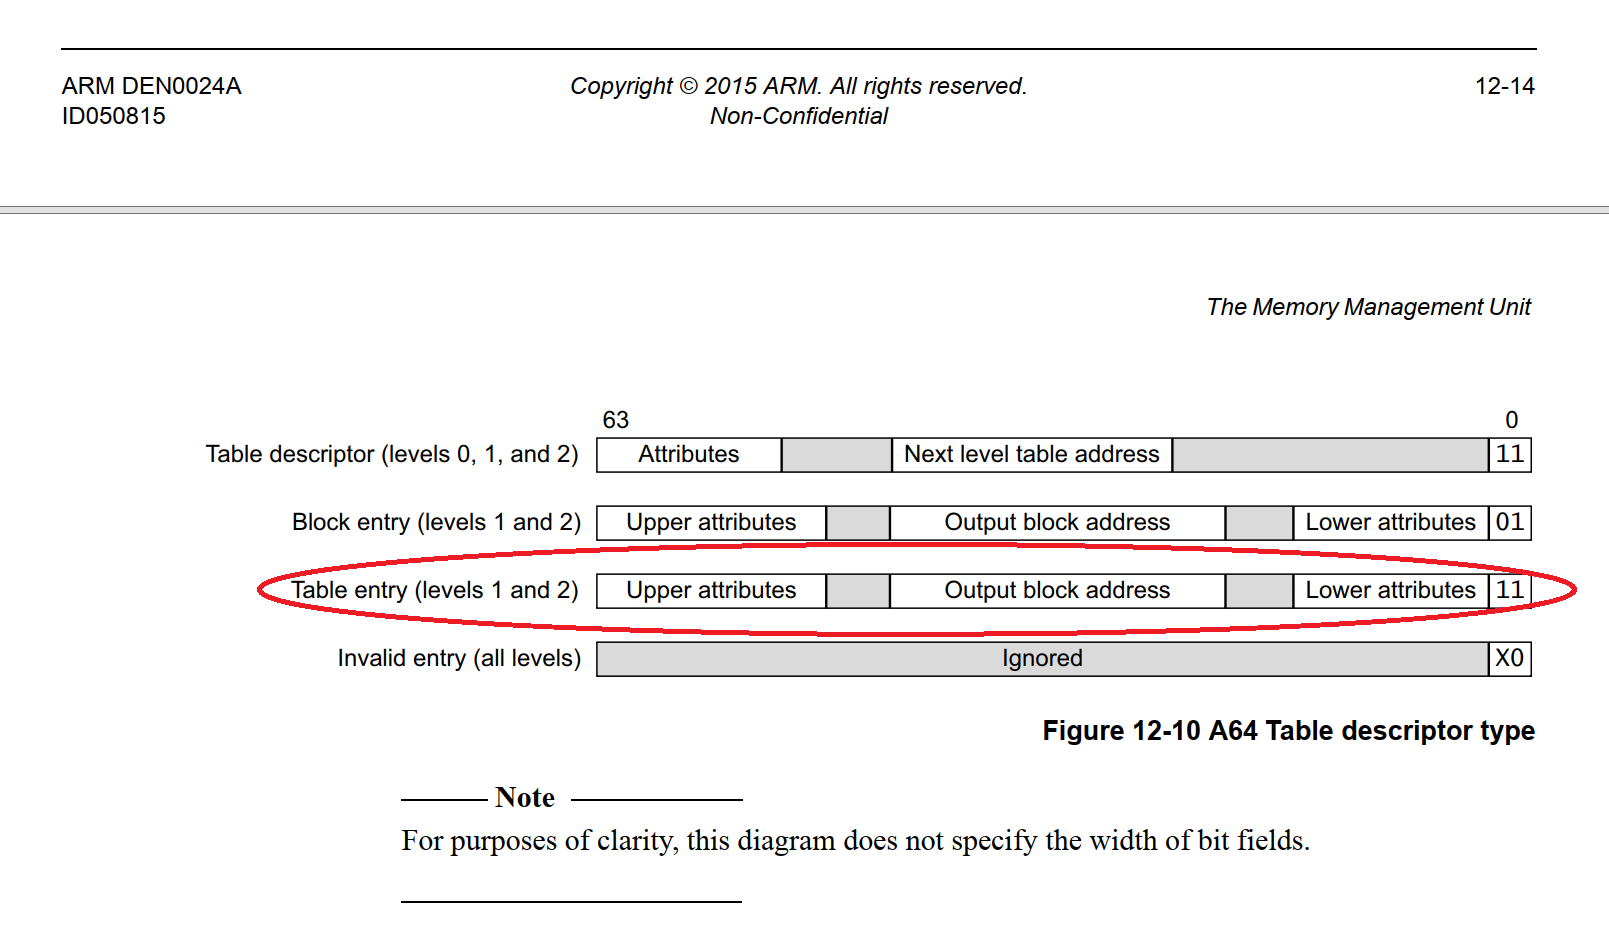 ARM DEN0024A Copyright © 2015 ARM. All rights reserved. 12-14
ID050815 Non-Confidential
The Memory Management Unit
63 0
Table descriptor (levels 0, 1, and 2) Attributes Next level table address 11
Block entry (levels 1 and 2) Upper attributes Output block address Lower attributes 01
Table entry (levels 1 and 2) Upper attributes Output block address Lower attributes 11
Invalid entry (all levels) Ignored X0
Figure 12-10 A64 Table descriptor type
Note
For purposes of clarity, this diagram does not specify the width of bit fields.